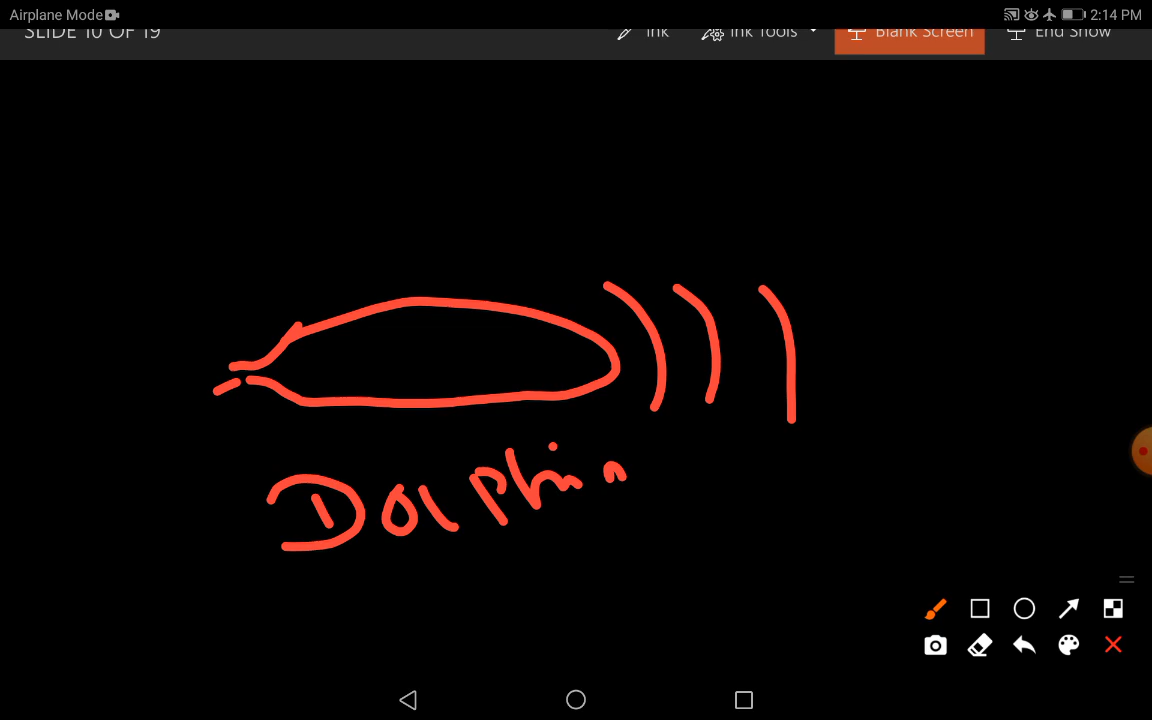 Airplane Mode 2:14 PM
SLIDE 10 OF 19 Ink Ink Tools Blank Screen End Show
Dolphin